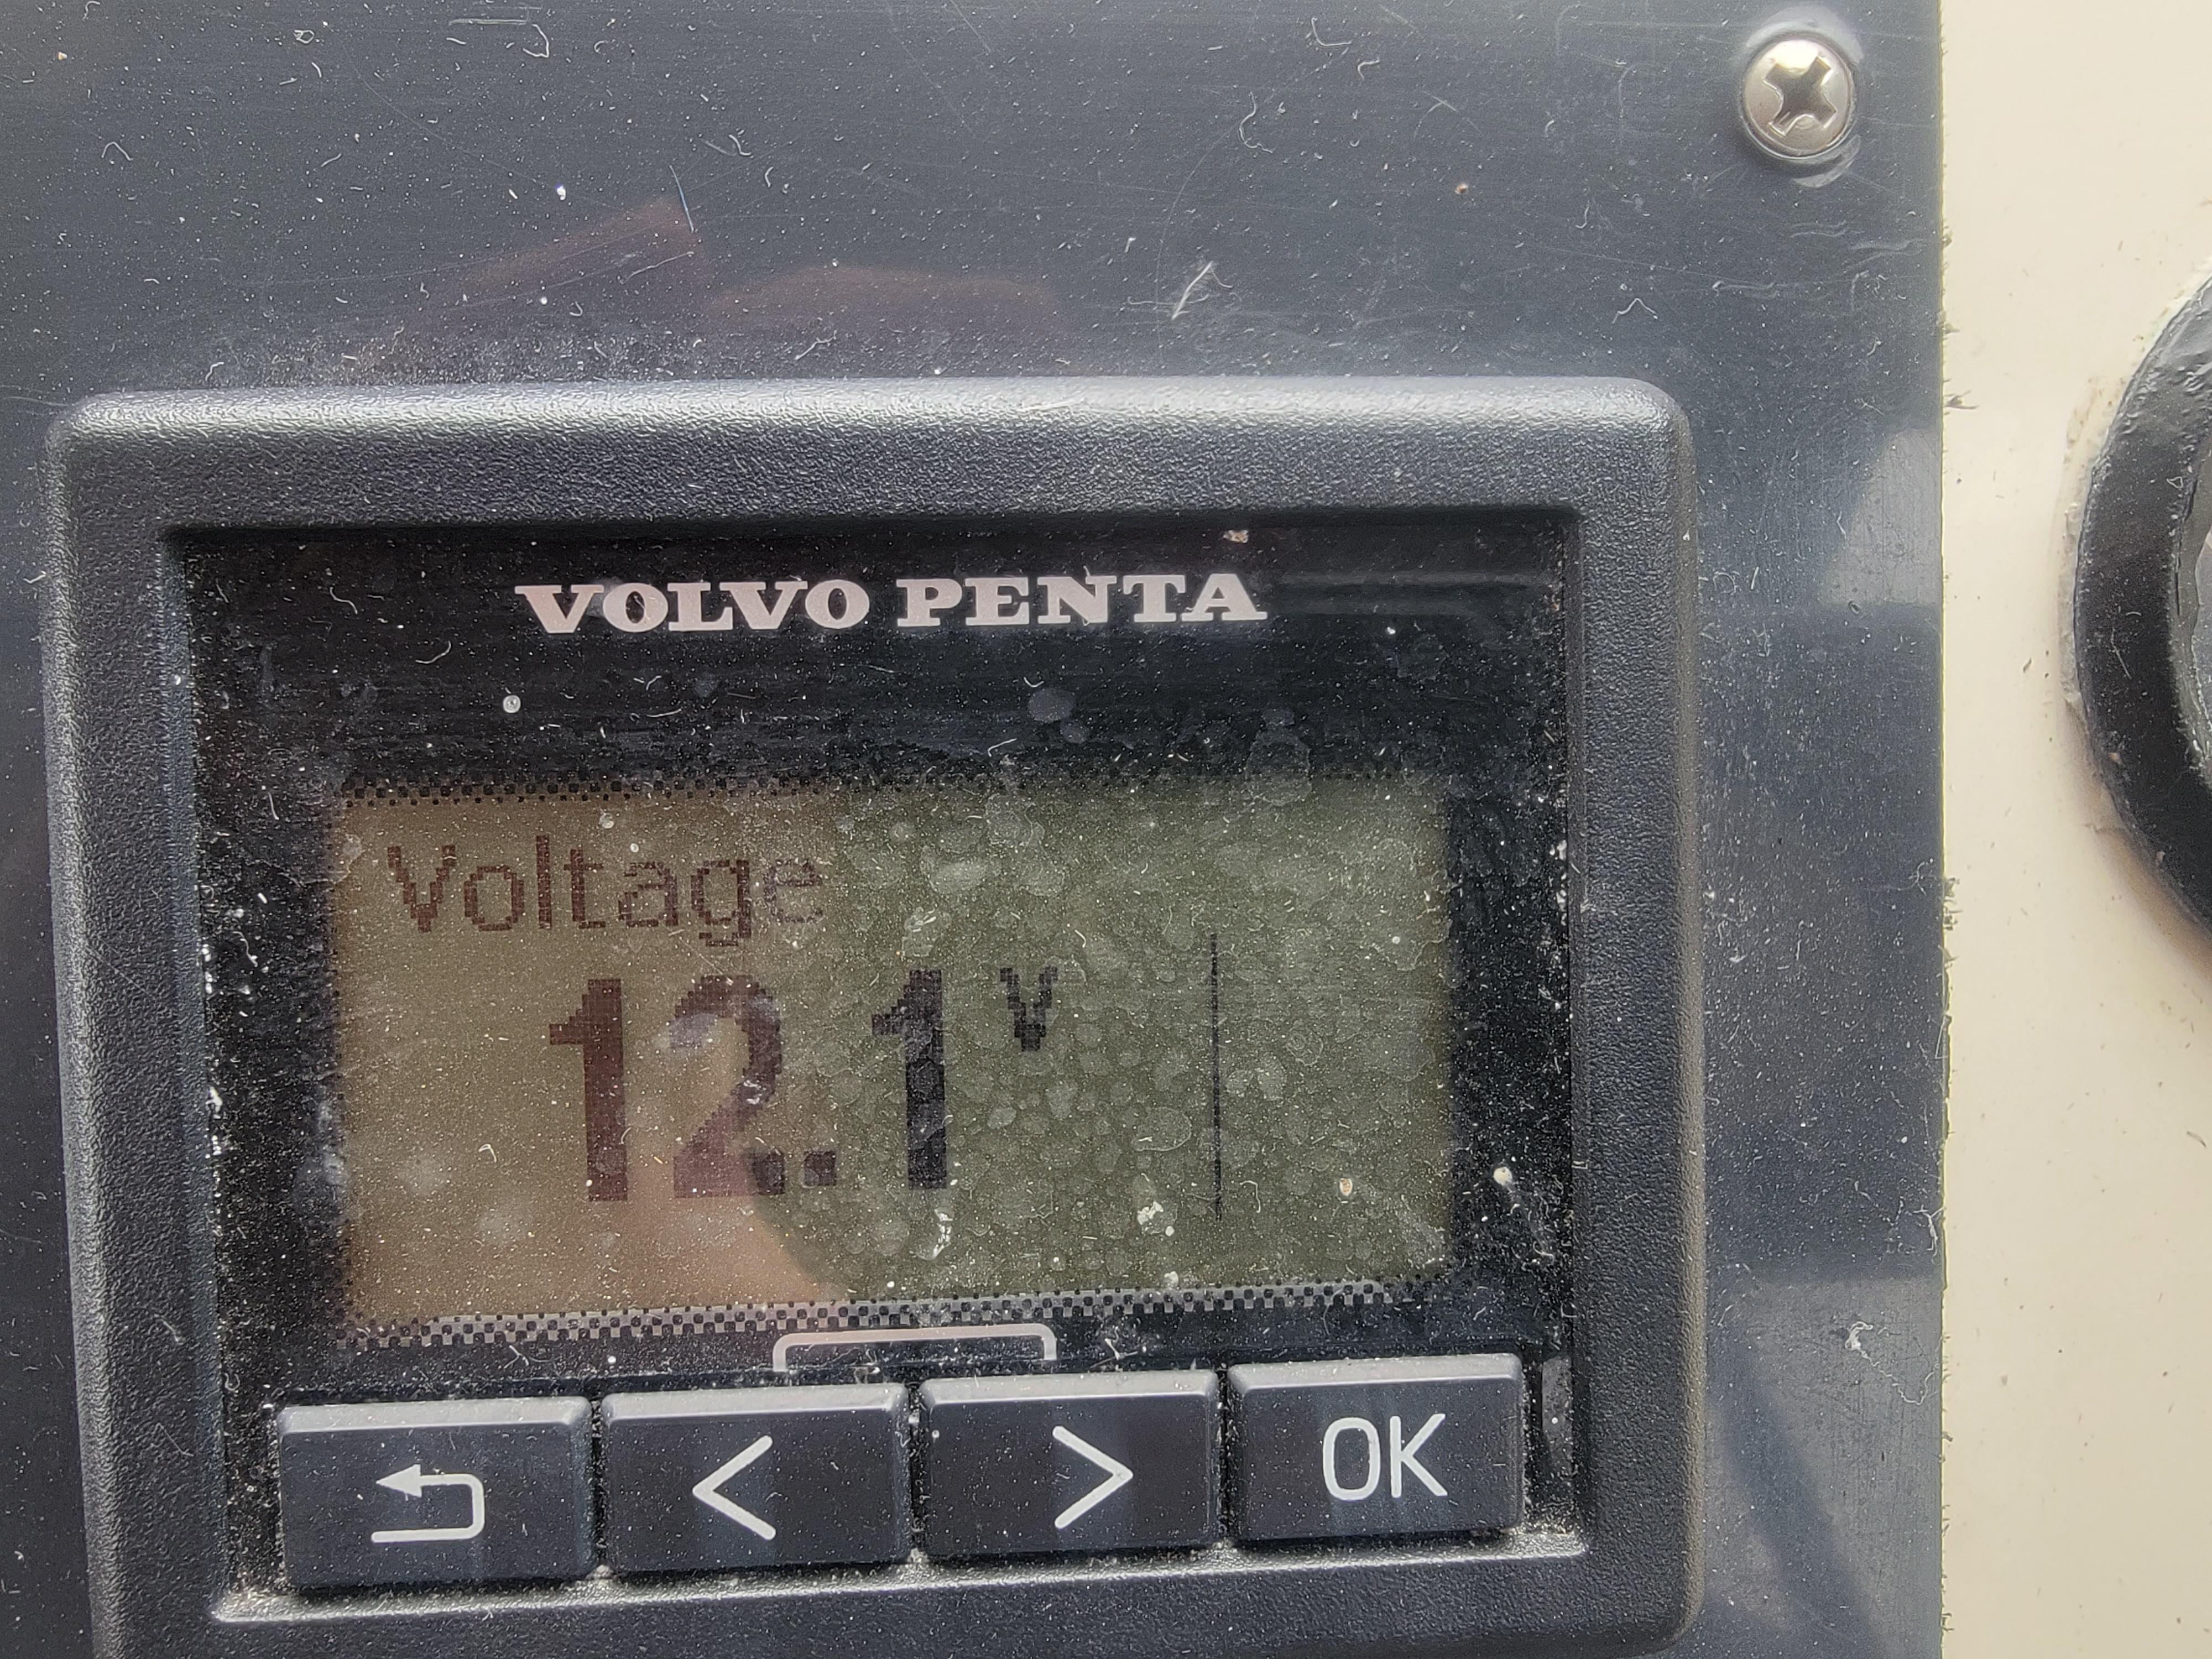 VOLVO PENTA
Voltage
12.1 V
< > OK